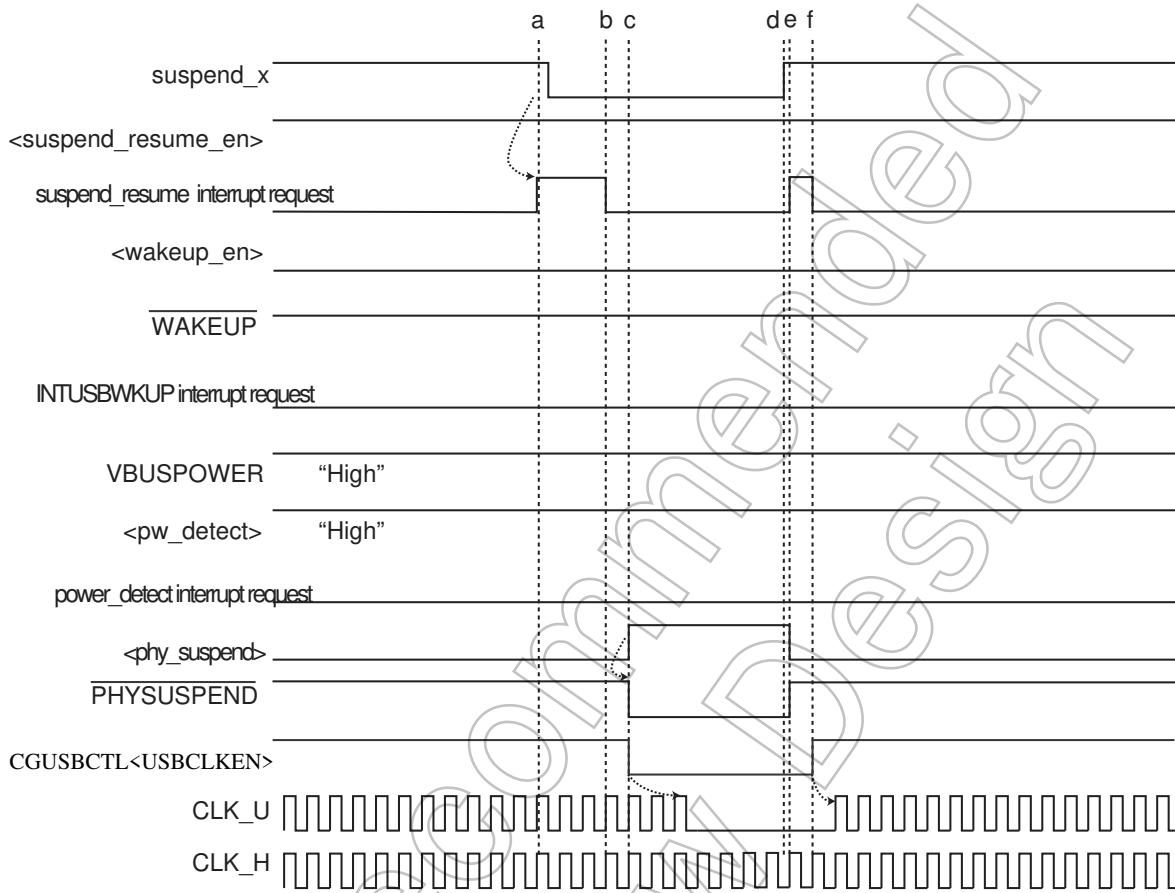 a b c d e f
suspend_x
<suspend_resume_en>
suspend_resume interrupt request
<wakeup_en>
WAKEUP
INTUSBWKUP interrupt request
VBUSPOWER "High"
<pw_detect> "High"
power_detect interrupt request
<phy_suspend>
PHYSUSPEND
CGUSBCTL<USBCLKEN>
CLK_U
CLK_H